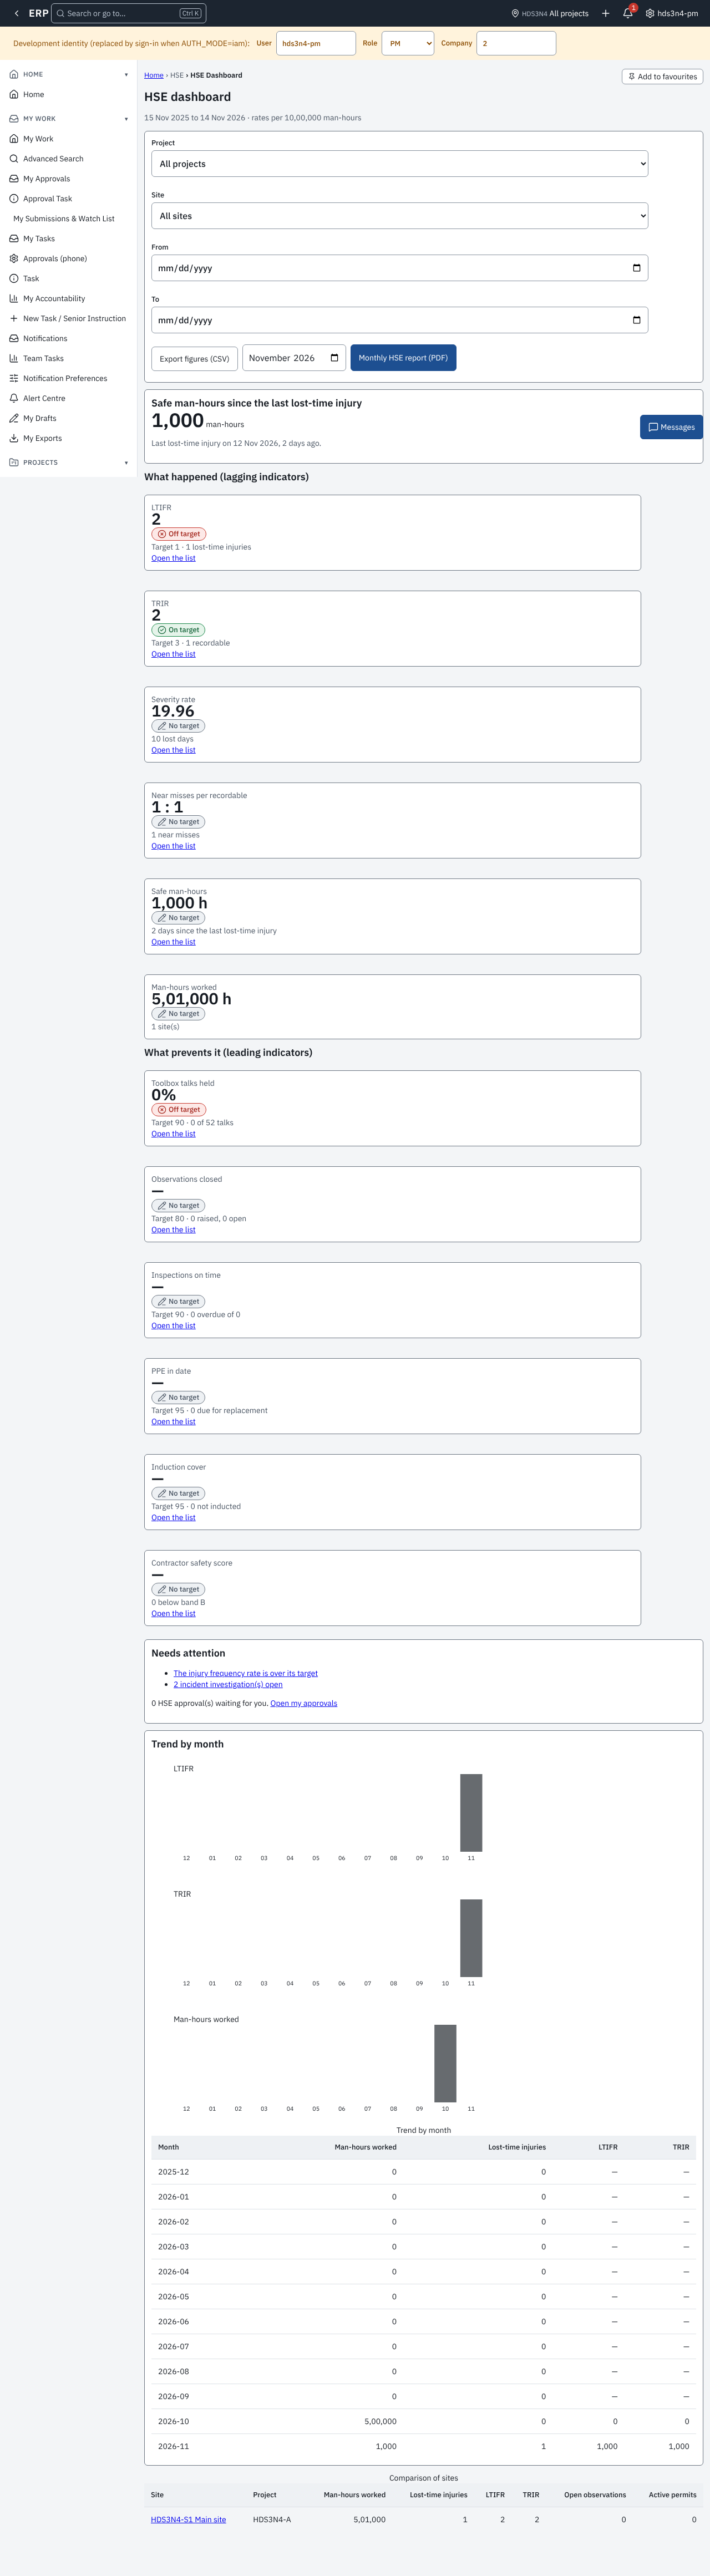 ERP
Search or go to...
Ctrl K
HDS3N4 All projects
1
hds3n4-pm
Development identity (replaced by sign-in when AUTH_MODE=iam):
User
hds3n4-pm
Role
PM
Company
2
HOME
Home
MY WORK
My Work
Advanced Search
My Approvals
Approval Task
My Submissions & Watch List
My Tasks
Approvals (phone)
Task
My Accountability
New Task / Senior Instruction
Notifications
Team Tasks
Notification Preferences
Alert Centre
My Drafts
My Exports
PROJECTS
Home › HSE › HSE Dashboard
Add to favourites
HSE dashboard
15 Nov 2025 to 14 Nov 2026 · rates per 10,00,000 man-hours
Project
All projects
Site
All sites
From
mm/dd/yyyy
To
mm/dd/yyyy
Export figures (CSV)
November 2026
Monthly HSE report (PDF)
Safe man-hours since the last lost-time injury
1,000 man-hours
Last lost-time injury on 12 Nov 2026, 2 days ago.
Messages
What happened (lagging indicators)
LTIFR
2
Off target
Target 1 · 1 lost-time injuries
Open the list
TRIR
2
On target
Target 3 · 1 recordable
Open the list
Severity rate
19.96
No target
10 lost days
Open the list
Near misses per recordable
1 : 1
No target
1 near misses
Open the list
Safe man-hours
1,000 h
No target
2 days since the last lost-time injury
Open the list
Man-hours worked
5,01,000 h
No target
1 site(s)
What prevents it (leading indicators)
Toolbox talks held
0%
Off target
Target 90 · 0 of 52 talks
Open the list
Observations closed
—
No target
Target 80 · 0 raised, 0 open
Open the list
Inspections on time
—
No target
Target 90 · 0 overdue of 0
Open the list
PPE in date
—
No target
Target 95 · 0 due for replacement
Open the list
Induction cover
—
No target
Target 95 · 0 not inducted
Open the list
Contractor safety score
—
No target
0 below band B
Open the list
Needs attention
• The injury frequency rate is over its target
• 2 incident investigation(s) open
0 HSE approval(s) waiting for you. Open my approvals
Trend by month
LTIFR
12 01 02 03 04 05 06 07 08 09 10 11
TRIR
12 01 02 03 04 05 06 07 08 09 10 11
Man-hours worked
12 01 02 03 04 05 06 07 08 09 10 11
Trend by month
Month Man-hours worked Lost-time injuries LTIFR TRIR
2025-12 0 0 — —
2026-01 0 0 — —
2026-02 0 0 — —
2026-03 0 0 — —
2026-04 0 0 — —
2026-05 0 0 — —
2026-06 0 0 — —
2026-07 0 0 — —
2026-08 0 0 — —
2026-09 0 0 — —
2026-10 5,00,000 0 0 0
2026-11 1,000 1 1,000 1,000
Comparison of sites
Site Project Man-hours worked Lost-time injuries LTIFR TRIR Open observations Active permits
HDS3N4-S1 Main site HDS3N4-A 5,01,000 1 2 2 0 0